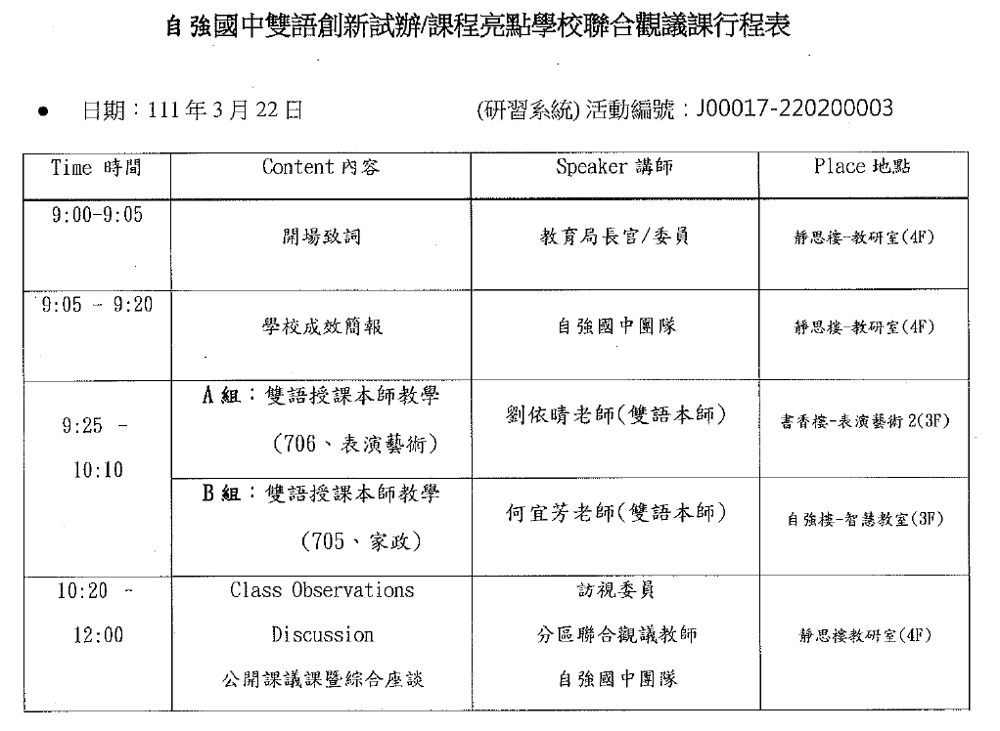 自強國中雙語創新試辦/課程亮點學校聯合觀議課行程表
● 日期：111年3月22日 (研習系統)活動編號：J00017-220200003
Time 時間 Content 內容 Speaker 講師 Place 地點
9:00-9:05 開場致詞 教育局長官/委員 靜思樓-教研室(4F)
9:05 - 9:20 學校成效簡報 自強國中團隊 靜思樓-教研室(4F)
9:25 -
10:10
A 組：雙語授課本師教學
(706、表演藝術)
劉依晴老師(雙語本師) 書香樓-表演藝術 2(3F)
B 組：雙語授課本師教學
(705、家政)
何宜芳老師(雙語本師) 自強樓-智慧教室(3F)
10:20 -
12:00
Class Observations
Discussion
公開課議課暨綜合座談
訪視委員
分區聯合觀議教師
自強國中團隊
靜思樓教研室(4F)